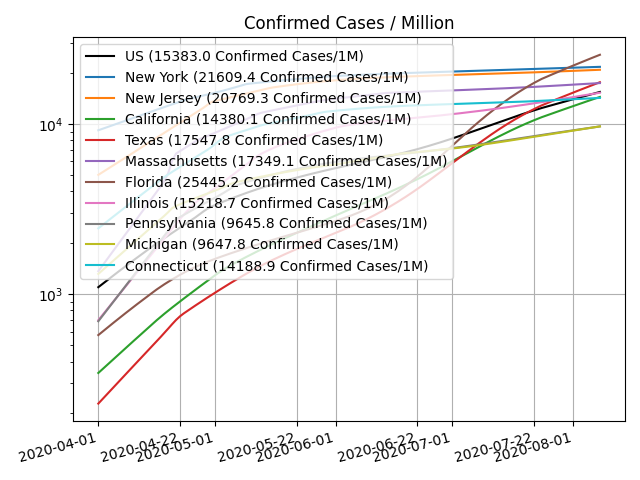 Confirmed Cases / Million
US (15383.0 Confirmed Cases/1M)
New York (21609.4 Confirmed Cases/1M)
New Jersey (20769.3 Confirmed Cases/1M)
California (14380.1 Confirmed Cases/1M)
Texas (17547.8 Confirmed Cases/1M)
Massachusetts (17349.1 Confirmed Cases/1M)
Florida (25445.2 Confirmed Cases/1M)
Illinois (15218.7 Confirmed Cases/1M)
Pennsylvania (9645.8 Confirmed Cases/1M)
Michigan (9647.8 Confirmed Cases/1M)
Connecticut (14188.9 Confirmed Cases/1M)
10⁴
10³
2020-04-01
2020-04-22
2020-05-01
2020-05-22
2020-06-01
2020-06-22
2020-07-01
2020-07-22
2020-08-01